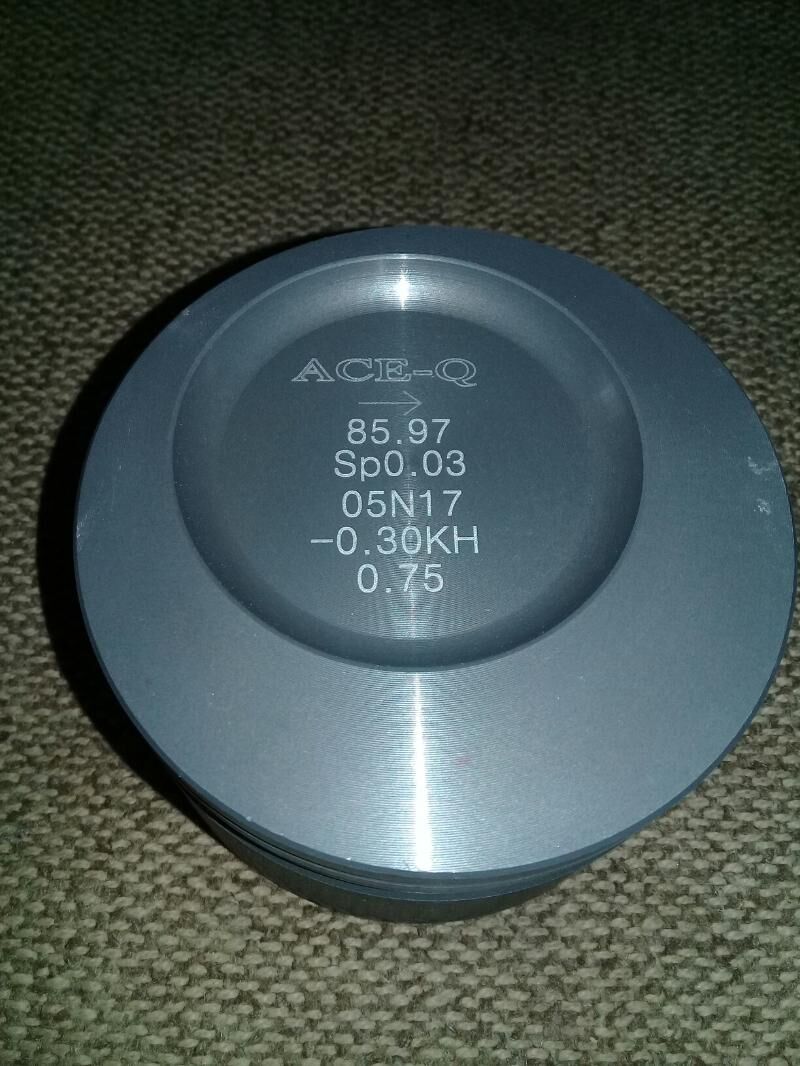 ACE-Q
→
85.97
Sp0.03
05N17
-0.30KH
0.75